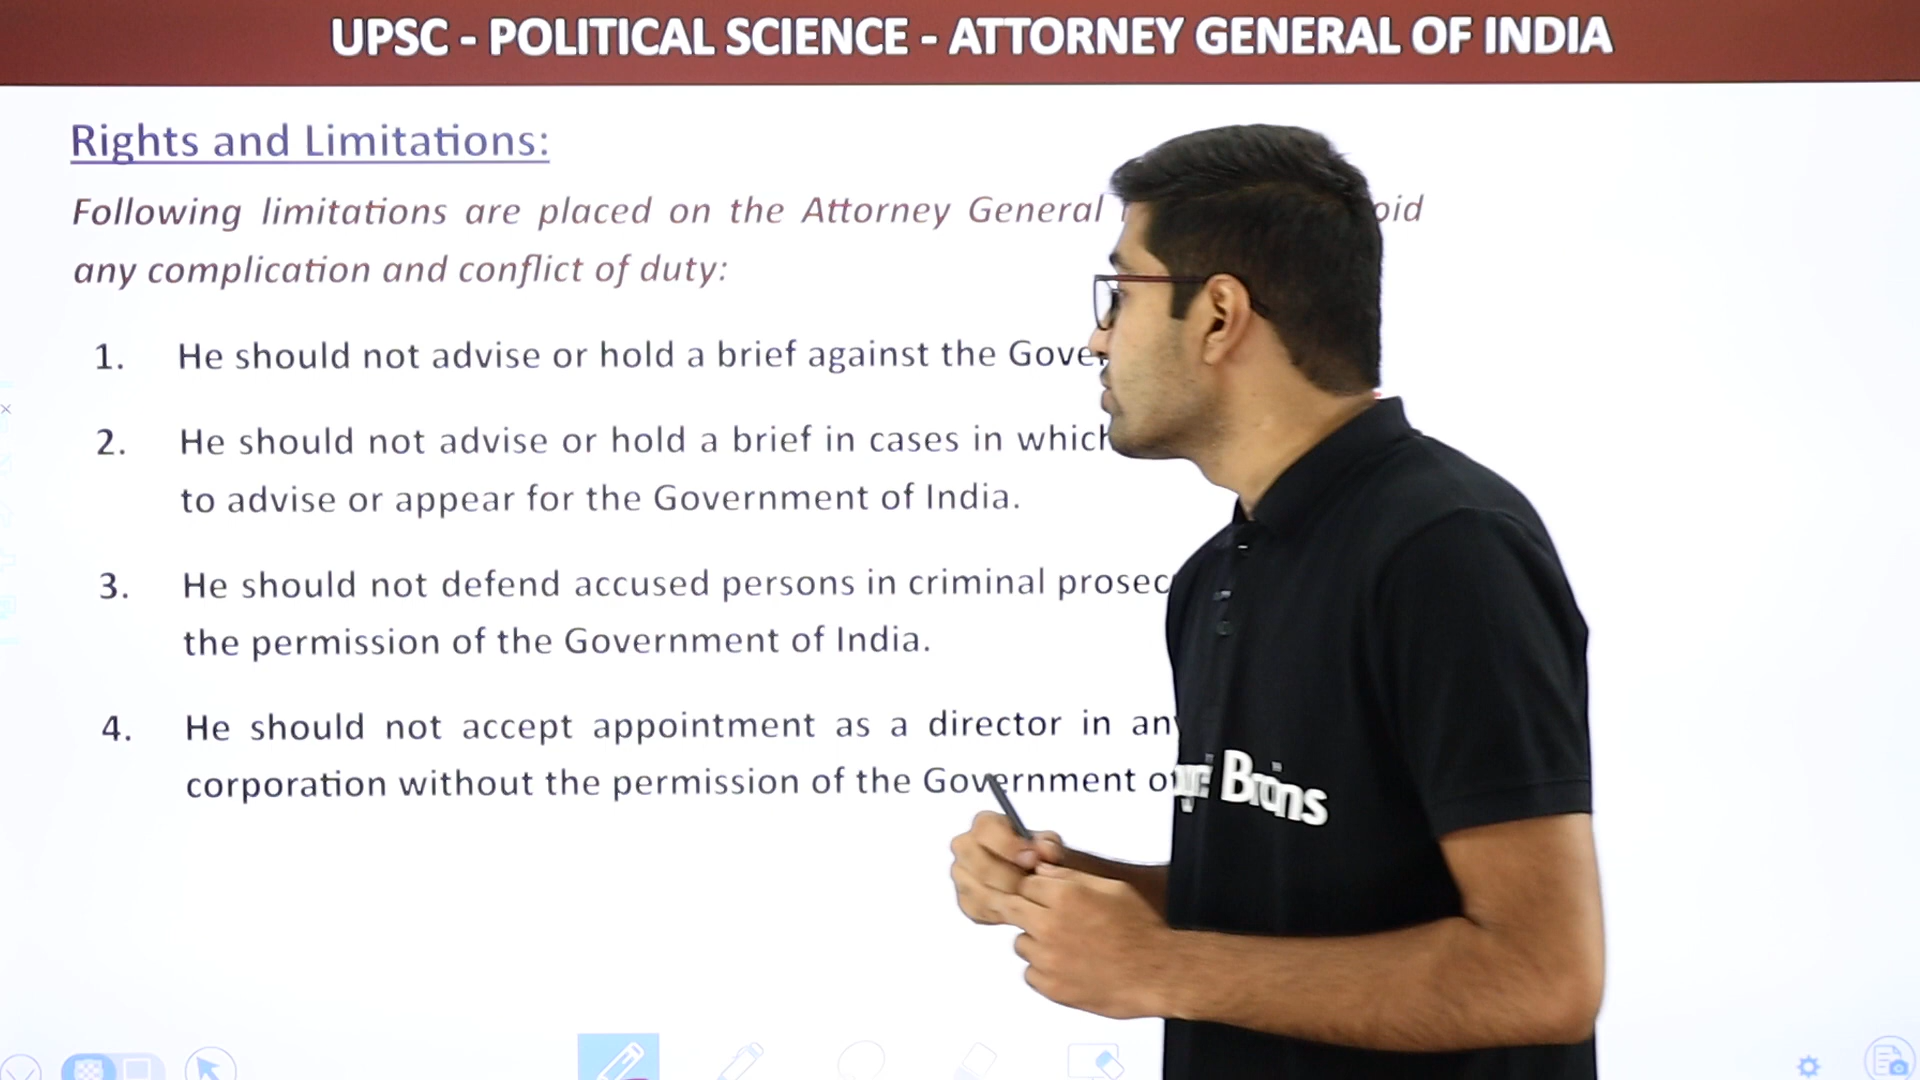 UPSC - POLITICAL SCIENCE - ATTORNEY GENERAL OF INDIA
Rights and Limitations:
Following limitations are placed on the Attorney General
any complication and conflict of duty:
1. He should not advise or hold a brief against the
2. He should not advise or hold a brief in cases in which
to advise or appear for the Government of India.
3. He should not defend accused persons in criminal
the permission of the Government of India.
4. He should not accept appointment as a director in
corporation without the permission of the Government
Brains